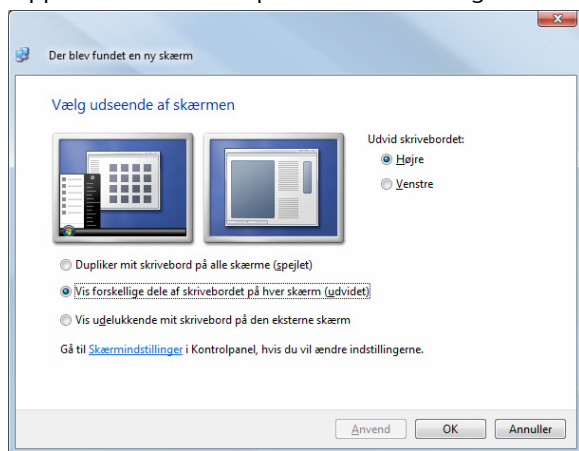 Der blev fundet en ny skærm
Vælg udseende af skærmen
Udvid skrivebordet:
Højre
Venstre
Dupliker mit skrivebord på alle skærme (spejlet)
Vis forskellige dele af skrivebordet på hver skærm (udvidet)
Vis udelukkende mit skrivebord på den eksterne skærm
Gå til Skærmindstillinger i Kontrolpanel, hvis du vil ændre indstillingerne.
Anvend OK Annuller